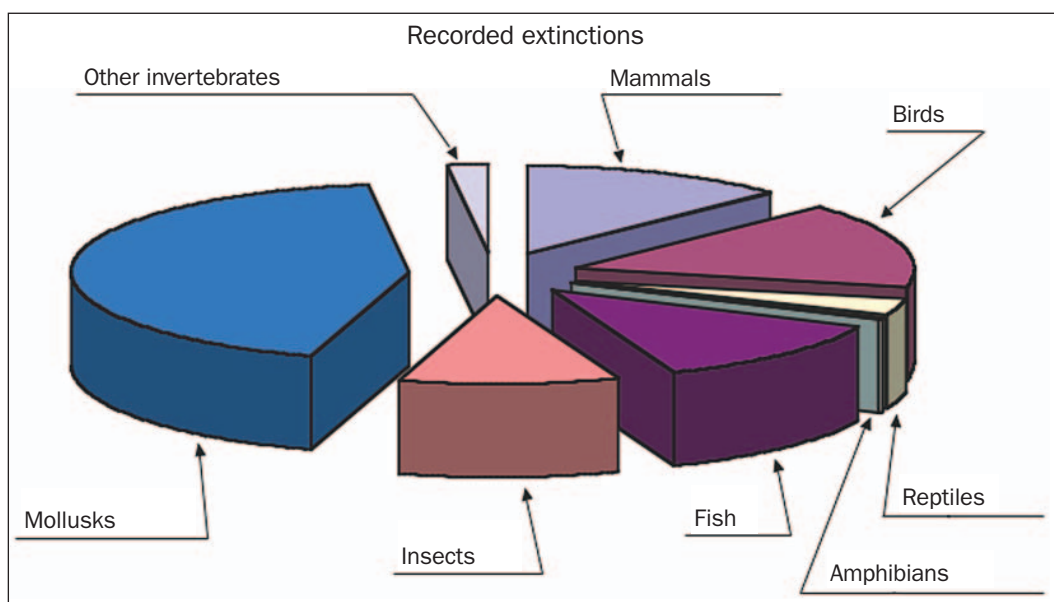 Recorded extinctions
Other invertebrates
Mammals
Birds
Mollusks
Insects
Fish
Reptiles
Amphibians